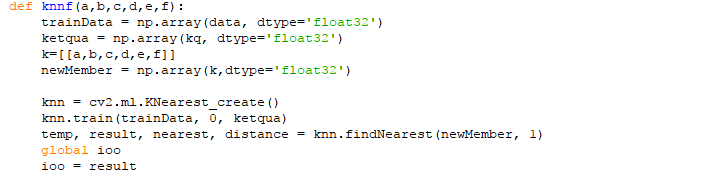 def knnf(a,b,c,d,e,f):
    trainData = np.array(data, dtype='float32')
    ketqua = np.array(kq, dtype='float32')
    k=[[a,b,c,d,e,f]]
    newMember = np.array(k,dtype='float32')

    knn = cv2.ml.KNearest_create()
    knn.train(trainData, 0, ketqua)
    temp, result, nearest, distance = knn.findNearest(newMember, 1)
    global ioo
    ioo = result